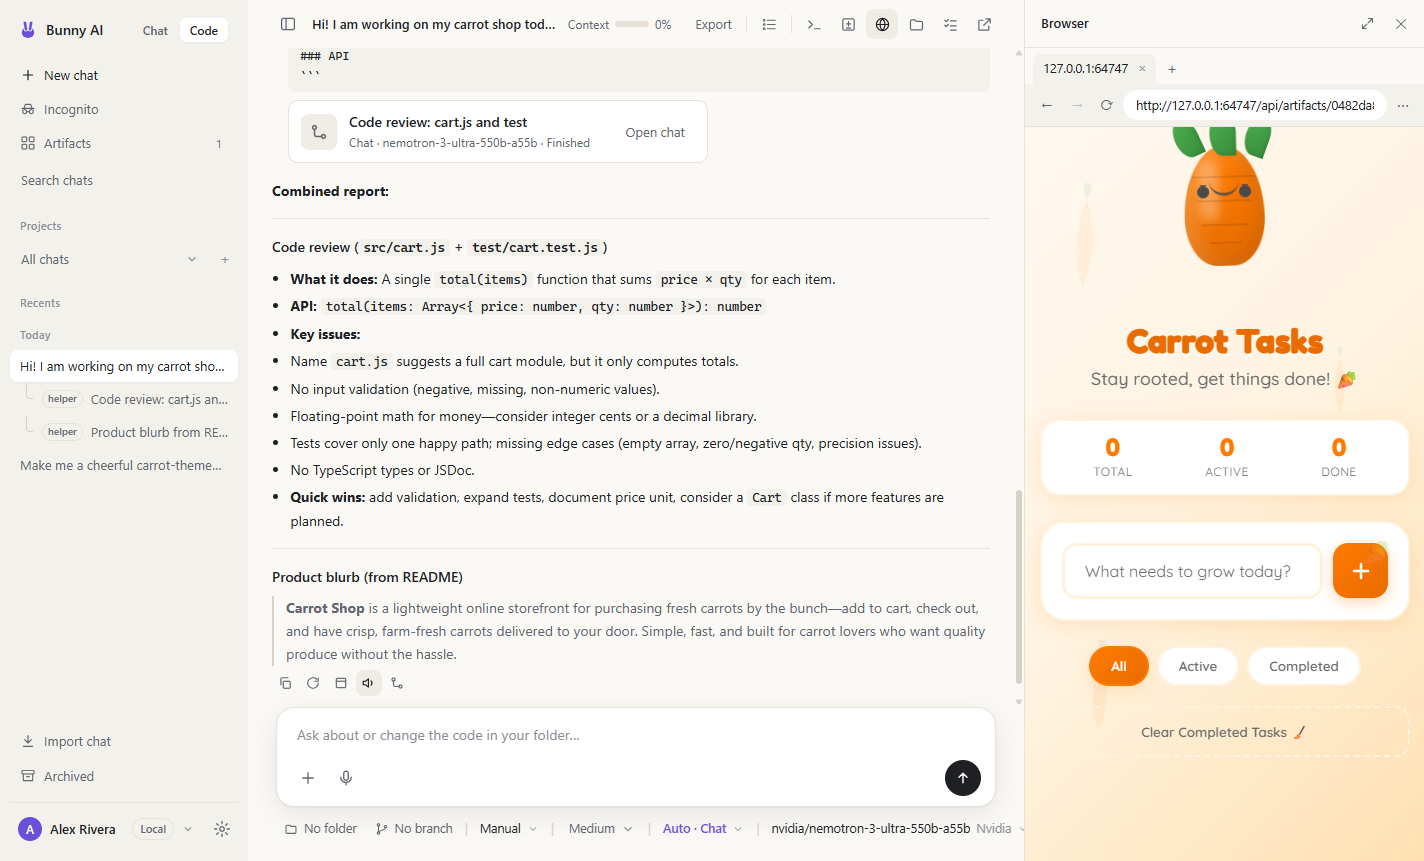 Bunny AI
Chat
Code
New chat
Incognito
Artifacts
1
Search chats
Projects
All chats
Recents
Today
Hi! I am working on my carrot sho...
helper
Code review: cart.js an...
helper
Product blurb from RE...
Make me a cheerful carrot-theme...
Import chat
Archived
A
Alex Rivera
Local
Hi! I am working on my carrot shop tod...
Context
0%
Export
### API
```
Code review: cart.js and test
Chat · nemotron-3-ultra-550b-a55b · Finished
Open chat
Combined report:
Code review ( src/cart.js + test/cart.test.js )
• What it does: A single total(items) function that sums price × qty for each item.
• API: total(items: Array<{ price: number, qty: number }>): number
• Key issues:
• Name cart.js suggests a full cart module, but it only computes totals.
• No input validation (negative, missing, non-numeric values).
• Floating-point math for money—consider integer cents or a decimal library.
• Tests cover only one happy path; missing edge cases (empty array, zero/negative qty, precision issues).
• No TypeScript types or JSDoc.
• Quick wins: add validation, expand tests, document price unit, consider a Cart class if more features are
planned.
Product blurb (from README)
Carrot Shop is a lightweight online storefront for purchasing fresh carrots by the bunch—add to cart, check out,
and have crisp, farm-fresh carrots delivered to your door. Simple, fast, and built for carrot lovers who want quality
produce without the hassle.
Ask about or change the code in your folder...
No folder
No branch
Manual
Medium
Auto · Chat
nvidia/nemotron-3-ultra-550b-a55b
Nvidia
Browser
127.0.0.1:64747
http://127.0.0.1:64747/api/artifacts/0482da
Carrot Tasks
Stay rooted, get things done! 🥕
0
TOTAL
0
ACTIVE
0
DONE
What needs to grow today?
All
Active
Completed
Clear Completed Tasks